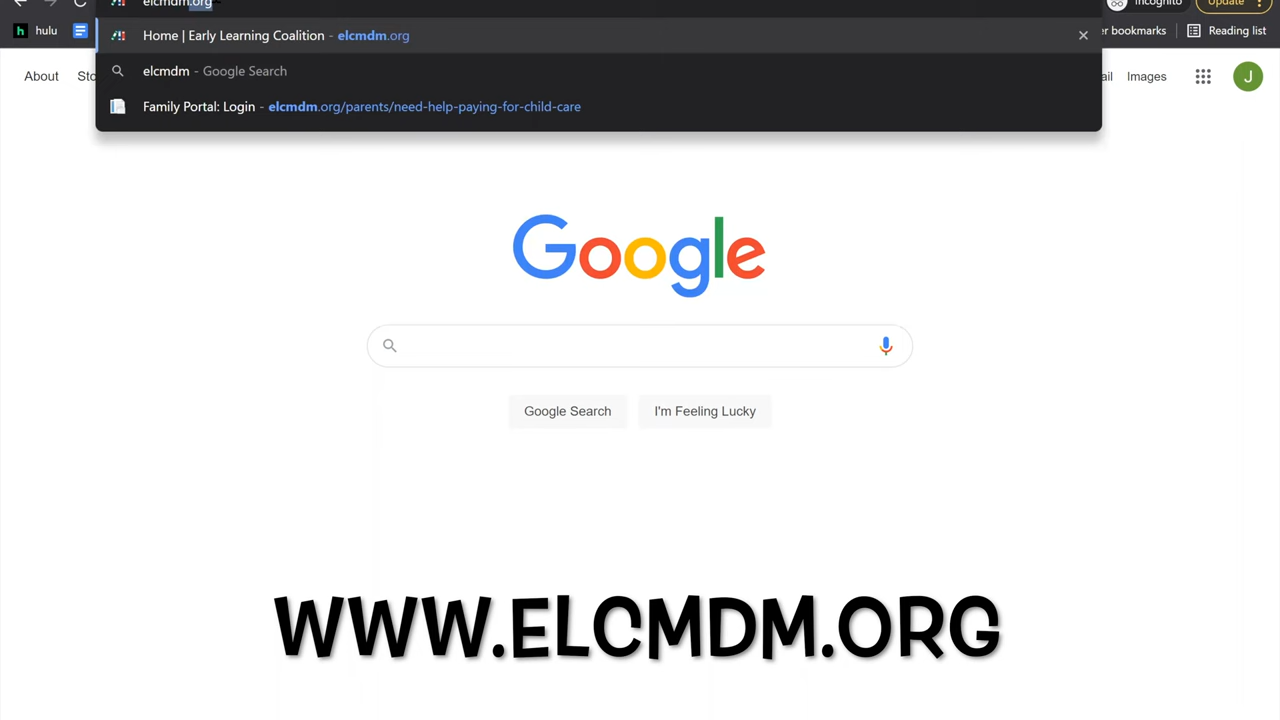 elcmdm.org
Incognito
Update
hulu
Home | Early Learning Coalition - elcmdm.org
er bookmarks
Reading list
elcmdm - Google Search
About
Sto
ail
Images
J
Family Portal: Login - elcmdm.org/parents/need-help-paying-for-child-care
Google
Google Search
I'm Feeling Lucky
WWW.ELCMDM.ORG